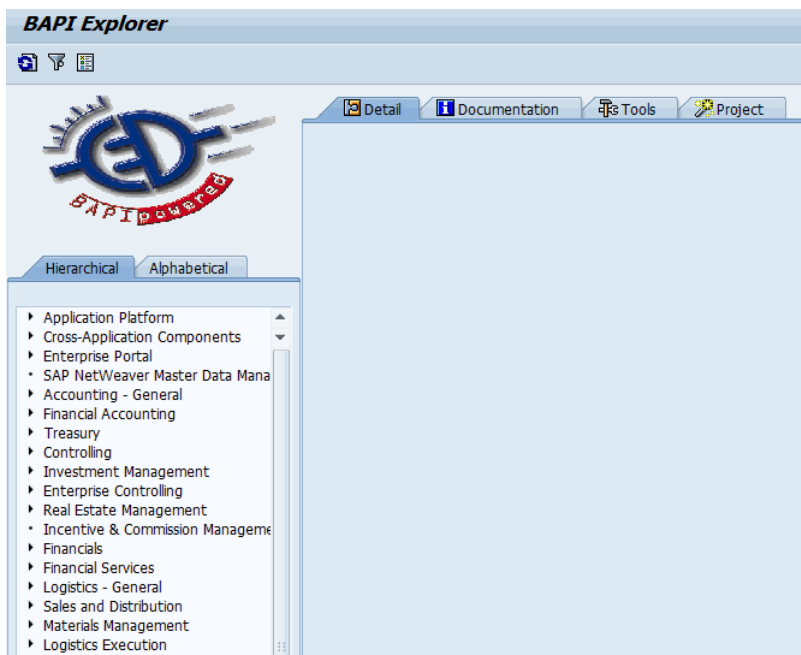 BAPI Explorer
Detail Documentation Tools Project
BAPI powered
Hierarchical Alphabetical
Application Platform
Cross-Application Components
Enterprise Portal
SAP NetWeaver Master Data Mana
Accounting - General
Financial Accounting
Treasury
Controlling
Investment Management
Enterprise Controlling
Real Estate Management
Incentive & Commission Manageme
Financials
Financial Services
Logistics - General
Sales and Distribution
Materials Management
Logistics Execution